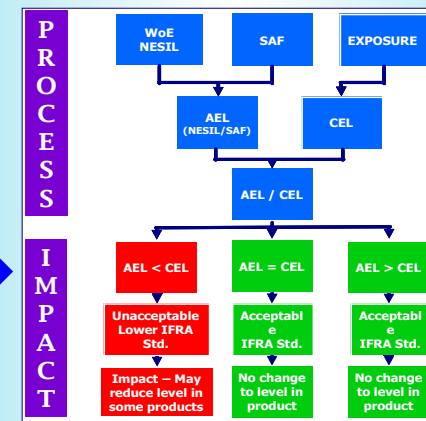 P
R
O
C
E
S
S
WoE
NESIL
SAF
EXPOSURE
AEL
(NESIL/SAF)
CEL
AEL / CEL
I
M
P
A
C
T
AEL < CEL
AEL = CEL
AEL > CEL
Unacceptable
Lower IFRA
Std.
Acceptabl
e
IFRA Std.
Acceptabl
e
IFRA Std.
Impact – May
reduce level in
some products
No change
to level in
product
No change
to level in
product